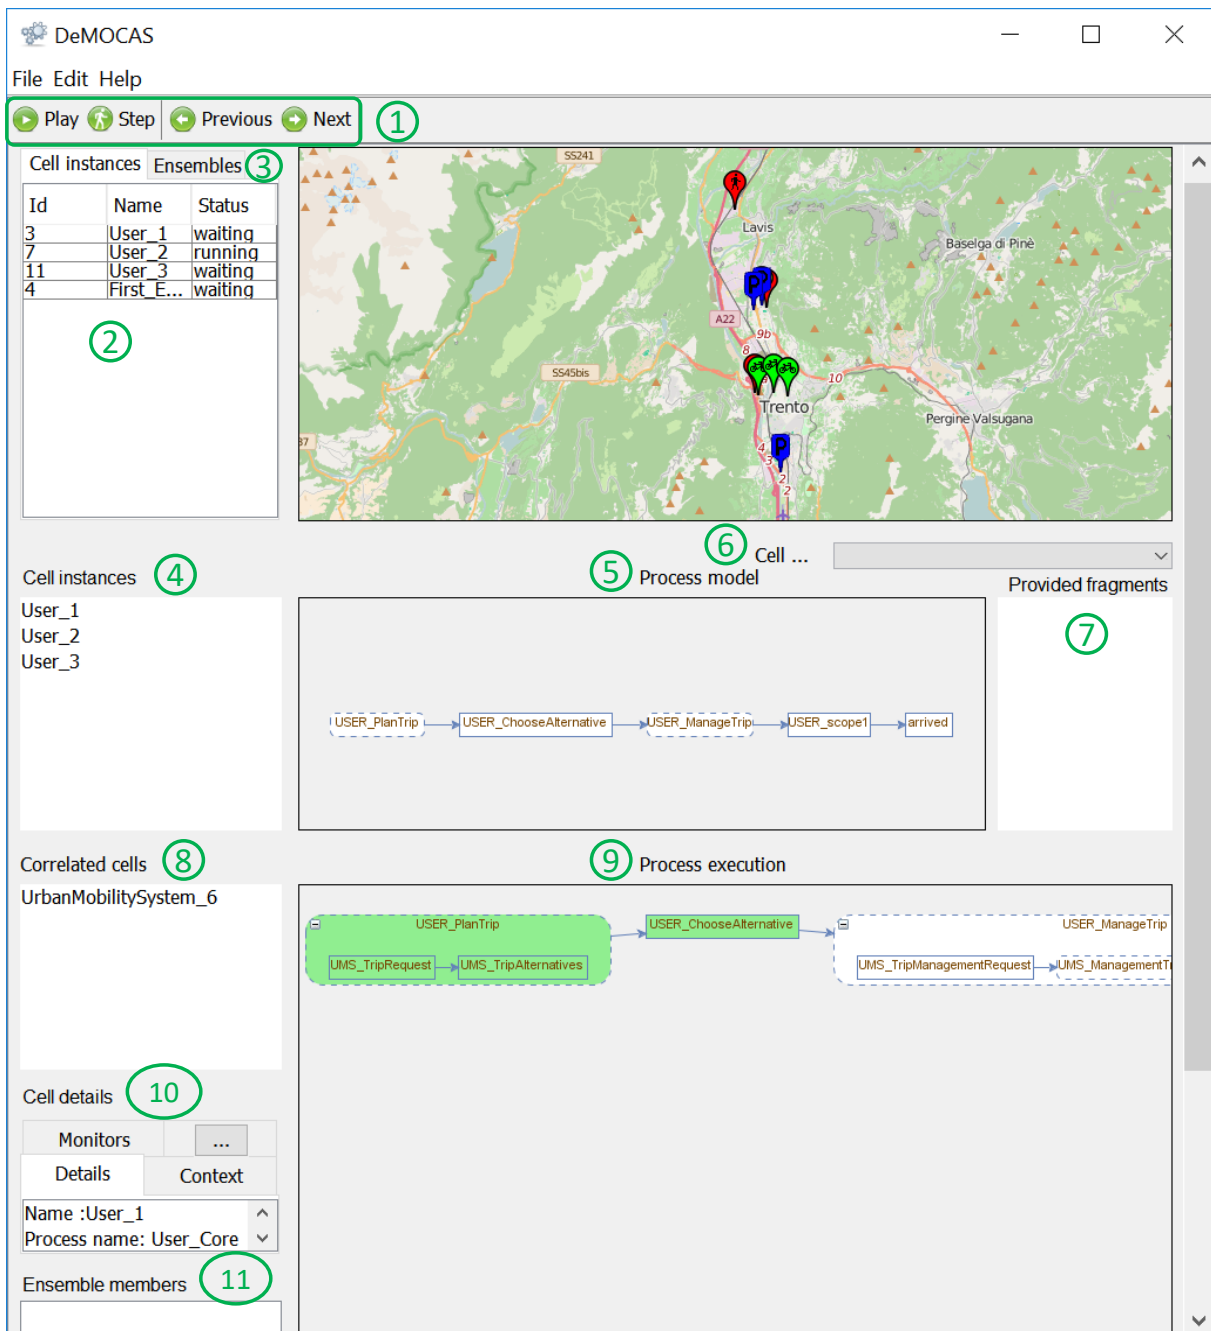 DeMOCAS
File Edit Help
Play Step Previous Next 1
Cell instances Ensembles 3
Id Name Status
3 User_1 waiting
7 User_2 running
11 User_3 waiting
4 First_E... waiting
2
SS241
Lavis
Baselga di Pinè
A22
9b
8
SS45bis
10
Trento
Pergine Valsugana
P
P
4
3
2
2
6 Cell ...
Cell instances 4
5 Process model
Provided fragments
7
User_1
User_2
User_3
USER_PlanTrip USER_ChooseAlternative USER_ManageTrip USER_scope1 arrived
Correlated cells 8
9 Process execution
UrbanMobilitySystem_6
USER_PlanTrip USER_ChooseAlternative USER_ManageTrip
UMS_TripRequest UMS_TripAlternatives UMS_TripManagementRequest UMS_ManagementTr
Cell details 10
Monitors ...
Details Context
Name :User_1
Process name: User_Core
Ensemble members 11